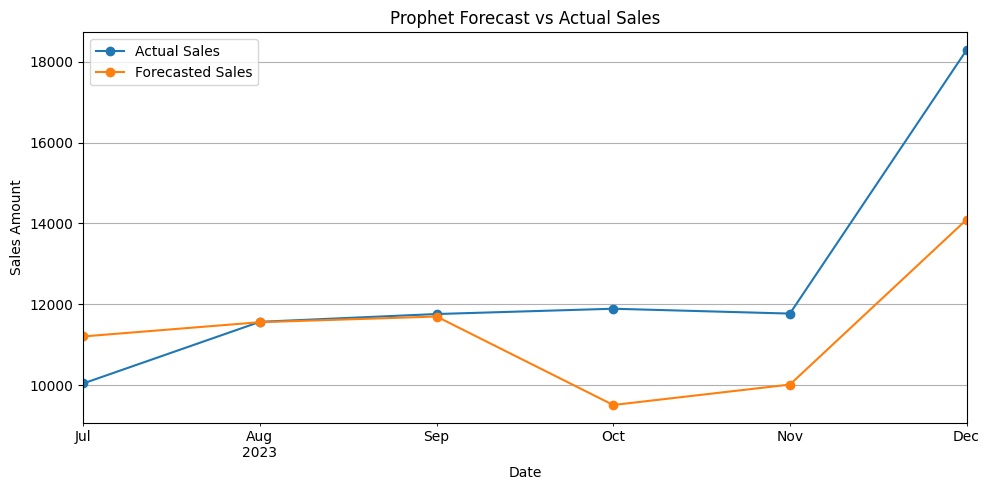 Prophet Forecast vs Actual Sales
Actual Sales
Forecasted Sales
18000
16000
14000
12000
10000
Sales Amount
Jul Aug Sep Oct Nov Dec
2023
Date